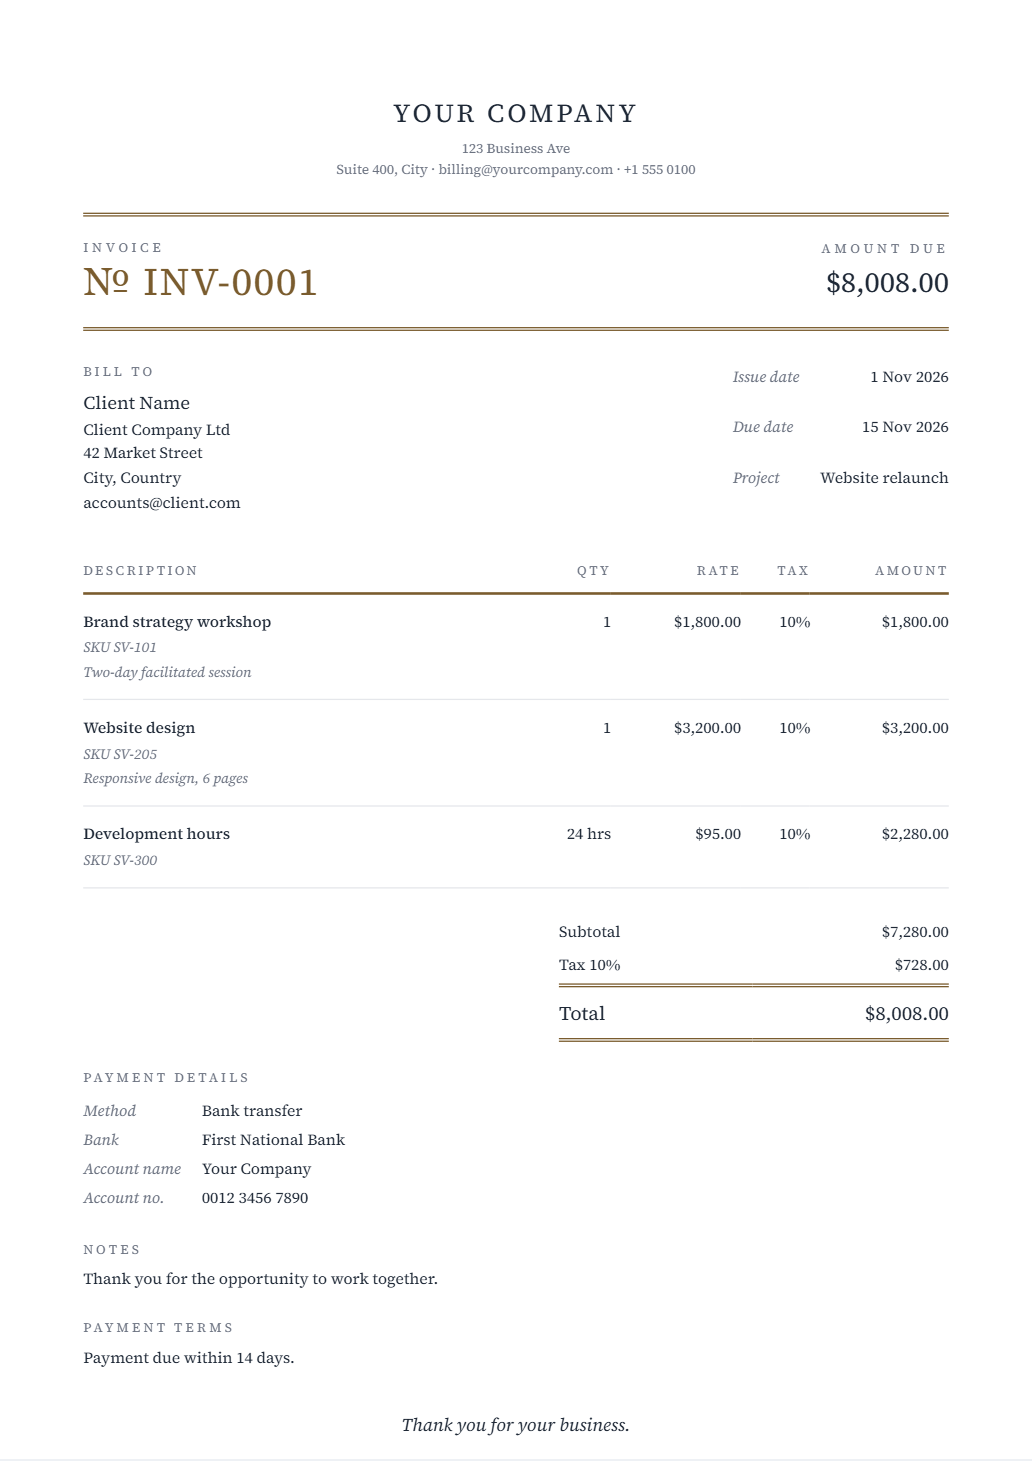 YOUR COMPANY
123 Business Ave
Suite 400, City · billing@yourcompany.com · +1 555 0100
INVOICE
AMOUNT DUE
№ INV-0001
$8,008.00
BILL TO
Client Name
Client Company Ltd
42 Market Street
City, Country
accounts@client.com
Issue date 1 Nov 2026
Due date 15 Nov 2026
Project Website relaunch
DESCRIPTION QTY RATE TAX AMOUNT
Brand strategy workshop 1 $1,800.00 10% $1,800.00
SKU SV-101
Two-day facilitated session
Website design 1 $3,200.00 10% $3,200.00
SKU SV-205
Responsive design, 6 pages
Development hours 24 hrs $95.00 10% $2,280.00
SKU SV-300
Subtotal $7,280.00
Tax 10% $728.00
Total $8,008.00
PAYMENT DETAILS
Method Bank transfer
Bank First National Bank
Account name Your Company
Account no. 0012 3456 7890
NOTES
Thank you for the opportunity to work together.
PAYMENT TERMS
Payment due within 14 days.
Thank you for your business.